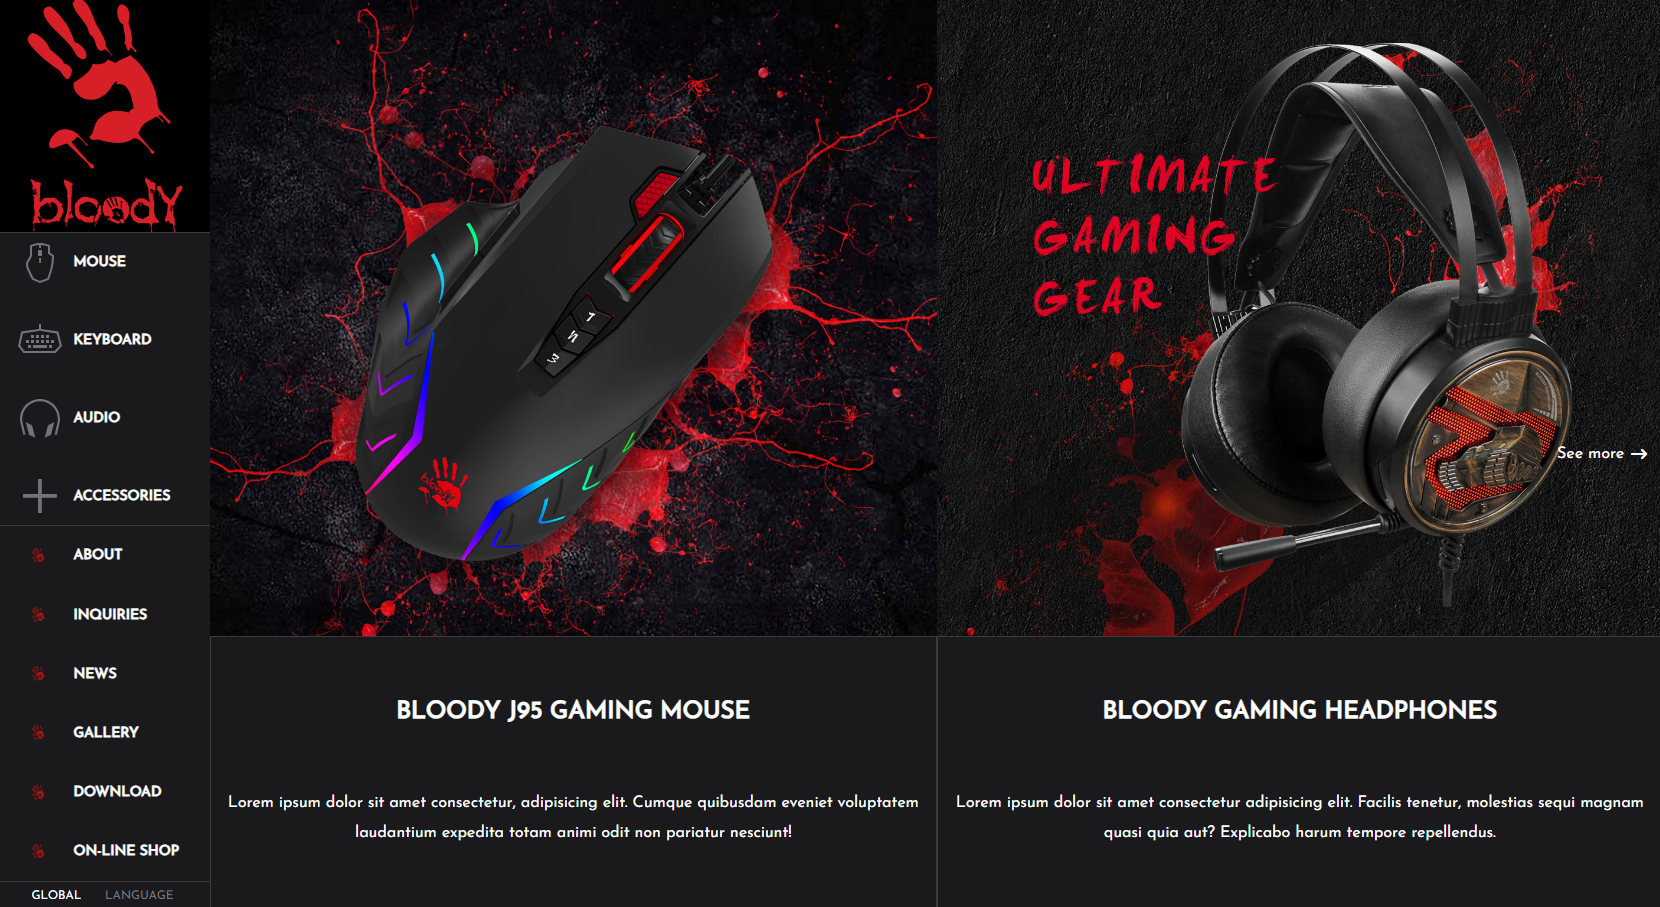 bloody
MOUSE
KEYBOARD
AUDIO
ACCESSORIES
ABOUT
INQUIRIES
NEWS
GALLERY
DOWNLOAD
ON-LINE SHOP
GLOBAL LANGUAGE
1
N
3
BLOODY J95 GAMING MOUSE
Lorem ipsum dolor sit amet consectetur, adipisicing elit. Cumque quibusdam eveniet voluptatem
laudantium expedita totam animi odit non pariatur nesciunt!
ULTIMATE
GAMING
GEAR
See more →
BLOODY GAMING HEADPHONES
Lorem ipsum dolor sit amet consectetur adipisicing elit. Facilis tenetur, molestias sequi magnam
quasi quia aut? Explicabo harum tempore repellendus.